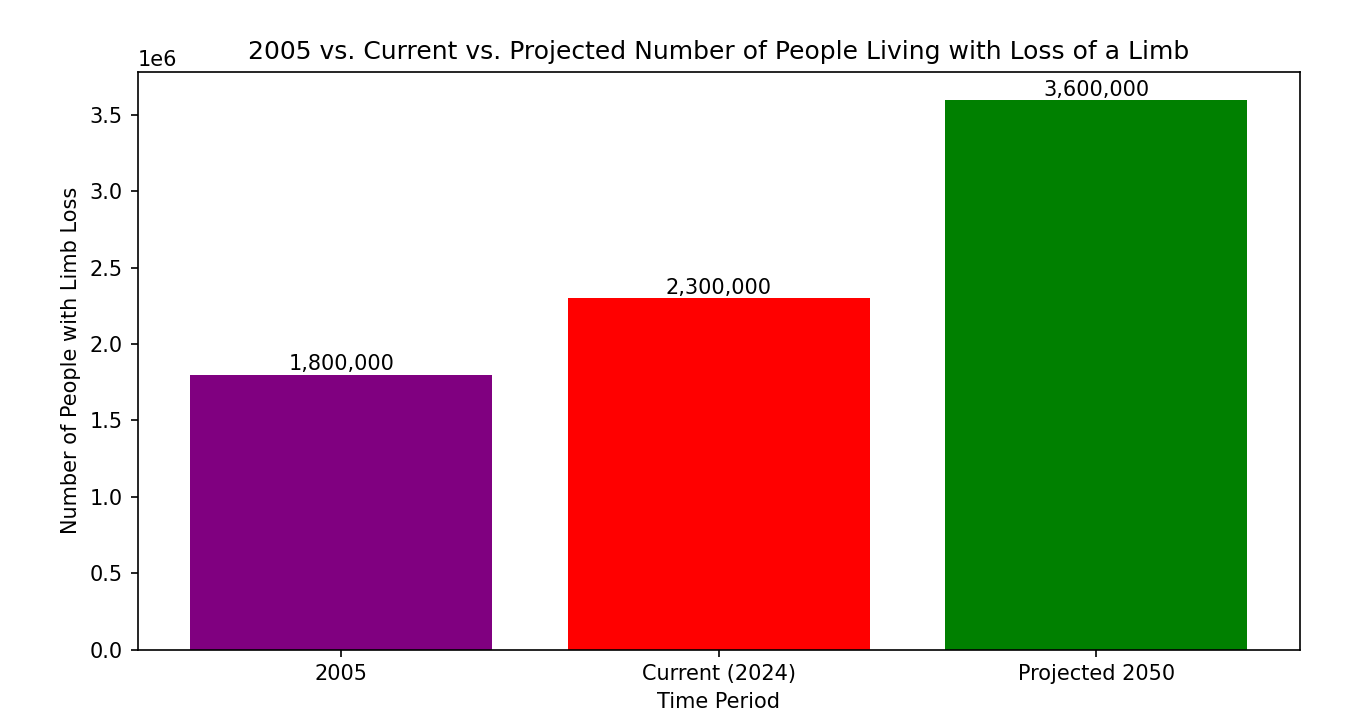 2005 vs. Current vs. Projected Number of People Living with Loss of a Limb
1e6
3.5
3.0
2.5
2.0
1.5
1.0
0.5
0.0
Number of People with Limb Loss
1,800,000
2,300,000
3,600,000
2005
Current (2024)
Projected 2050
Time Period